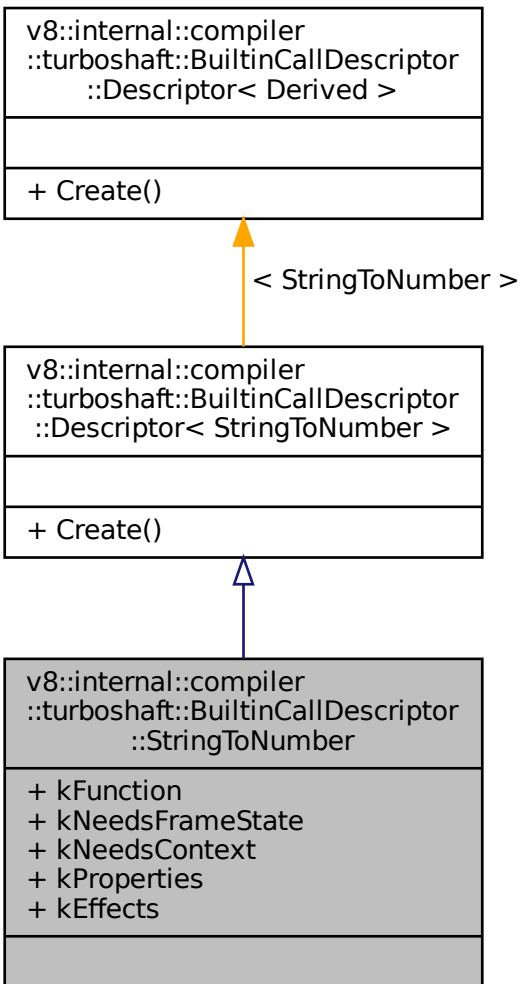 v8::internal::compiler
::turboshaft::BuiltinCallDescriptor
::Descriptor< Derived >
+ Create()
< StringToNumber >
v8::internal::compiler
::turboshaft::BuiltinCallDescriptor
::Descriptor< StringToNumber >
+ Create()
v8::internal::compiler
::turboshaft::BuiltinCallDescriptor
::StringToNumber
+ kFunction
+ kNeedsFrameState
+ kNeedsContext
+ kProperties
+ kEffects